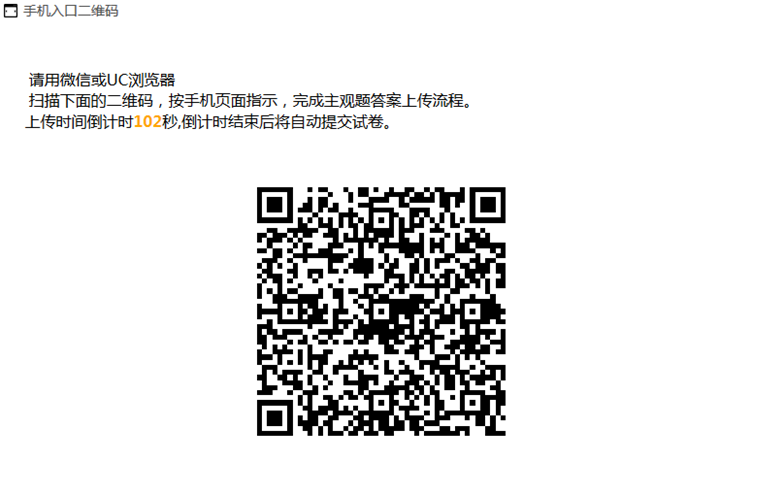 手机入口二维码
请用微信或UC浏览器
扫描下面的二维码，按手机页面指示，完成主观题答案上传流程。
上传时间倒计时102秒,倒计时结束后将自动提交试卷。